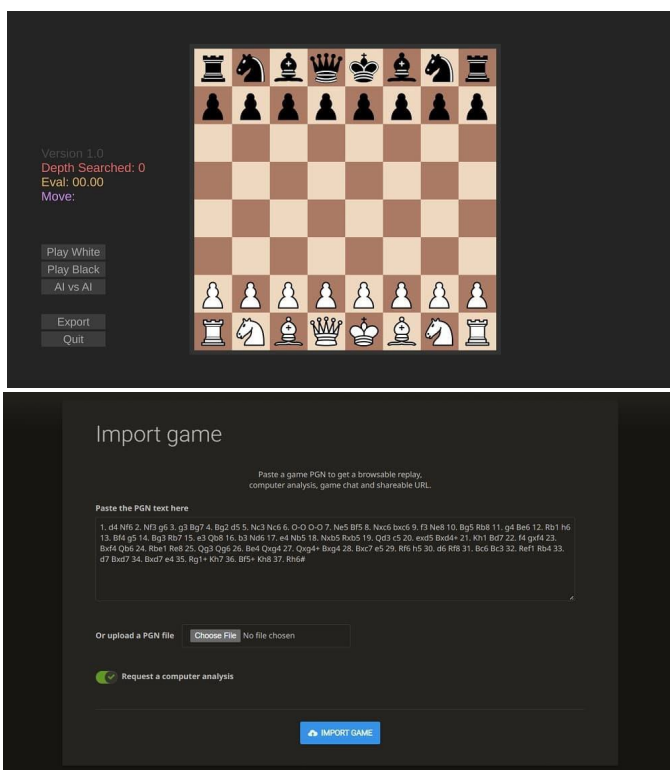 Version 1.0
Depth Searched: 0
Eval: 00.00
Move:
Play White
Play Black
AI vs AI
Export
Quit
Import game
Paste a game PGN to get a browsable replay,
computer analysis, game chat and shareable URL.
Paste the PGN text here
1. d4 Nf6 2. Nf3 g6 3. g3 Bg7 4. Bg2 d5 5. Nc3 Nc6 6. O-O O-O 7. Ne5 Bf5 8. Nxc6 bxc6 9. f3 Ne8 10. Bg5 Rb8 11. g4 Be6 12. Rb1 h6
13. Bf4 g5 14. Bg3 Rb7 15. e3 Qb8 16. b3 Nd6 17. e4 Nb5 18. Nxb5 Rxb5 19. Qd3 c5 20. exd5 Bxd4+ 21. Kh1 Bd7 22. f4 gxf4 23.
Bxf4 Qb6 24. Rbe1 Re8 25. Qg3 Qg6 26. Be4 Qxg4 27. Qxg4+ Bxg4 28. Bxc7 e5 29. Rf6 h5 30. d6 Rf8 31. Bc6 Bc3 32. Ref1 Rb4 33.
d7 Bxd7 34. Bxd7 e4 35. Rg1+ Kh7 36. Bf5+ Kh8 37. Rh6#
Or upload a PGN file Choose File No file chosen
Request a computer analysis
IMPORT GAME